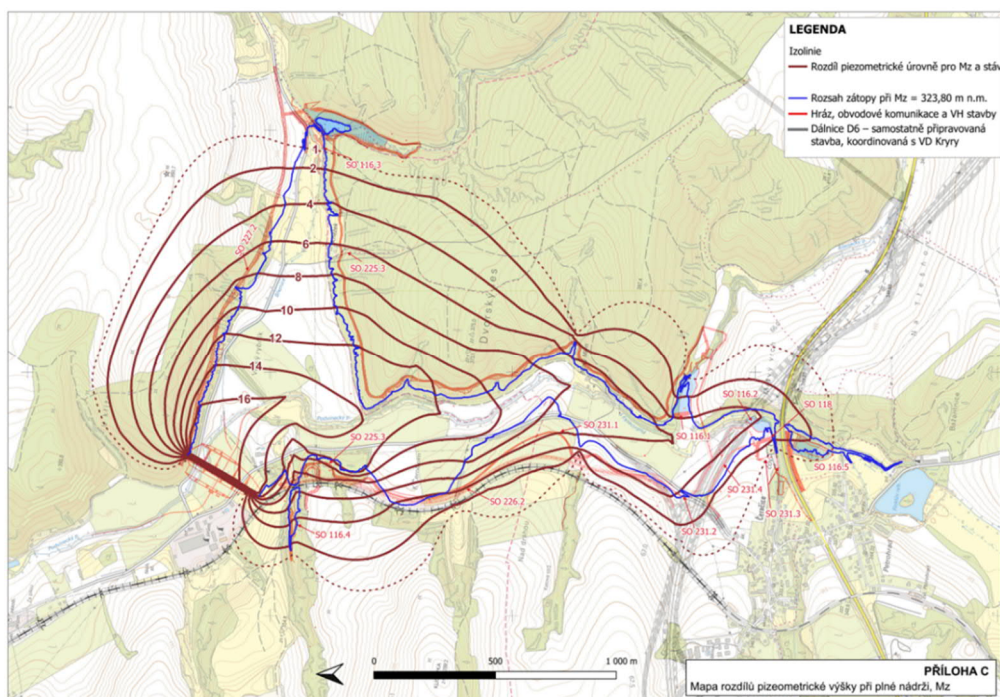 LEGENDA
Izolinie
Rozdíl piezometrické úrovně pro Mz a stáv
Rozsah zátopy při Mz = 323,80 m n.m.
Hráz, obvodové komunikace a VH stavby
Dálnice D6 – samostatně připravovaná
stavba, koordinovaná s VD Kryry
1
SO 116.3
2
4
SO 227.2
6
SO 225.3
8
Dvorský les
10
12
14
16
SO 116.2
SO 118
SO 231.1
SO 116.1
SO 225.3
SO 116.5
SO 231.4
SO 226.2
SO 231.3
SO 231.2
SO 116.4
0 500 1 000 m
PŘÍLOHA C
Mapa rozdílů pizeometrické výšky při plné nádrži, Mz